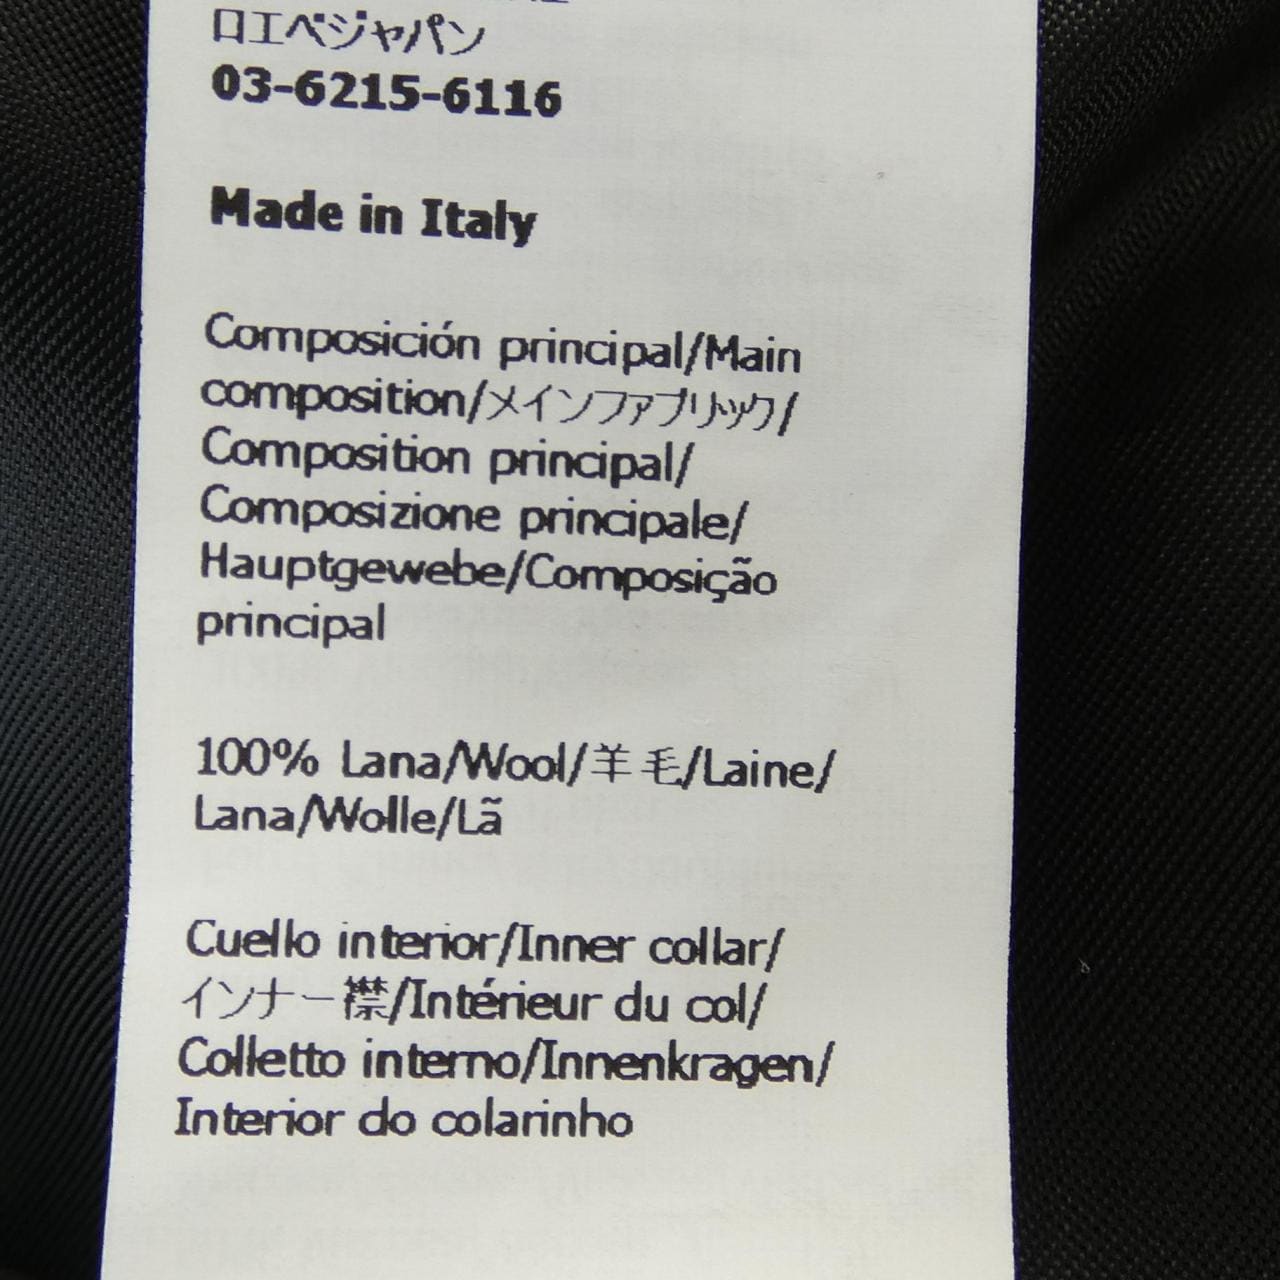 ロエベジャパン
03-6215-6116
Made in Italy
Composición principal/Main
composition/メインファブリック/
Composition principal/
Composizione principale/
Hauptgewebe/Composição
principal
100% Lana/Wool/羊毛/Laine/
Lana/Wolle/Lã
Cuello interior/Inner collar/
インナー襟/Intérieur du col/
Colletto interno/Innenkragen/
Interior do colarinho